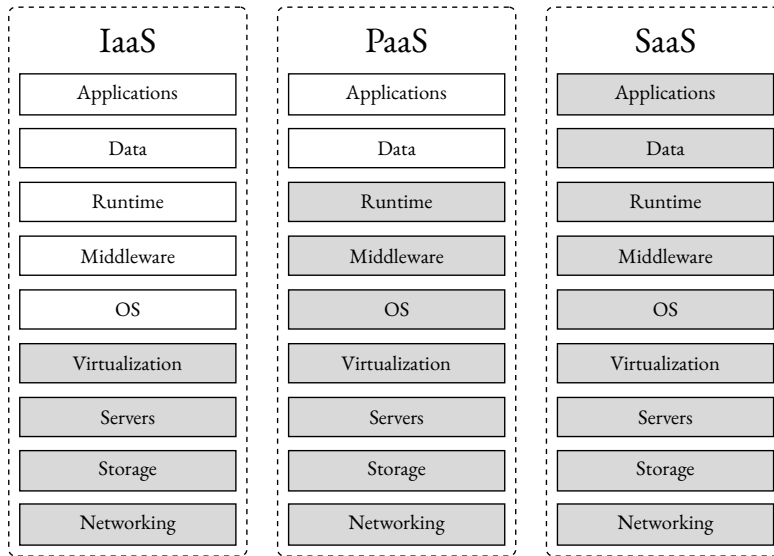 IaaS
Applications
Data
Runtime
Middleware
OS
Virtualization
Servers
Storage
Networking
PaaS
Applications
Data
Runtime
Middleware
OS
Virtualization
Servers
Storage
Networking
SaaS
Applications
Data
Runtime
Middleware
OS
Virtualization
Servers
Storage
Networking